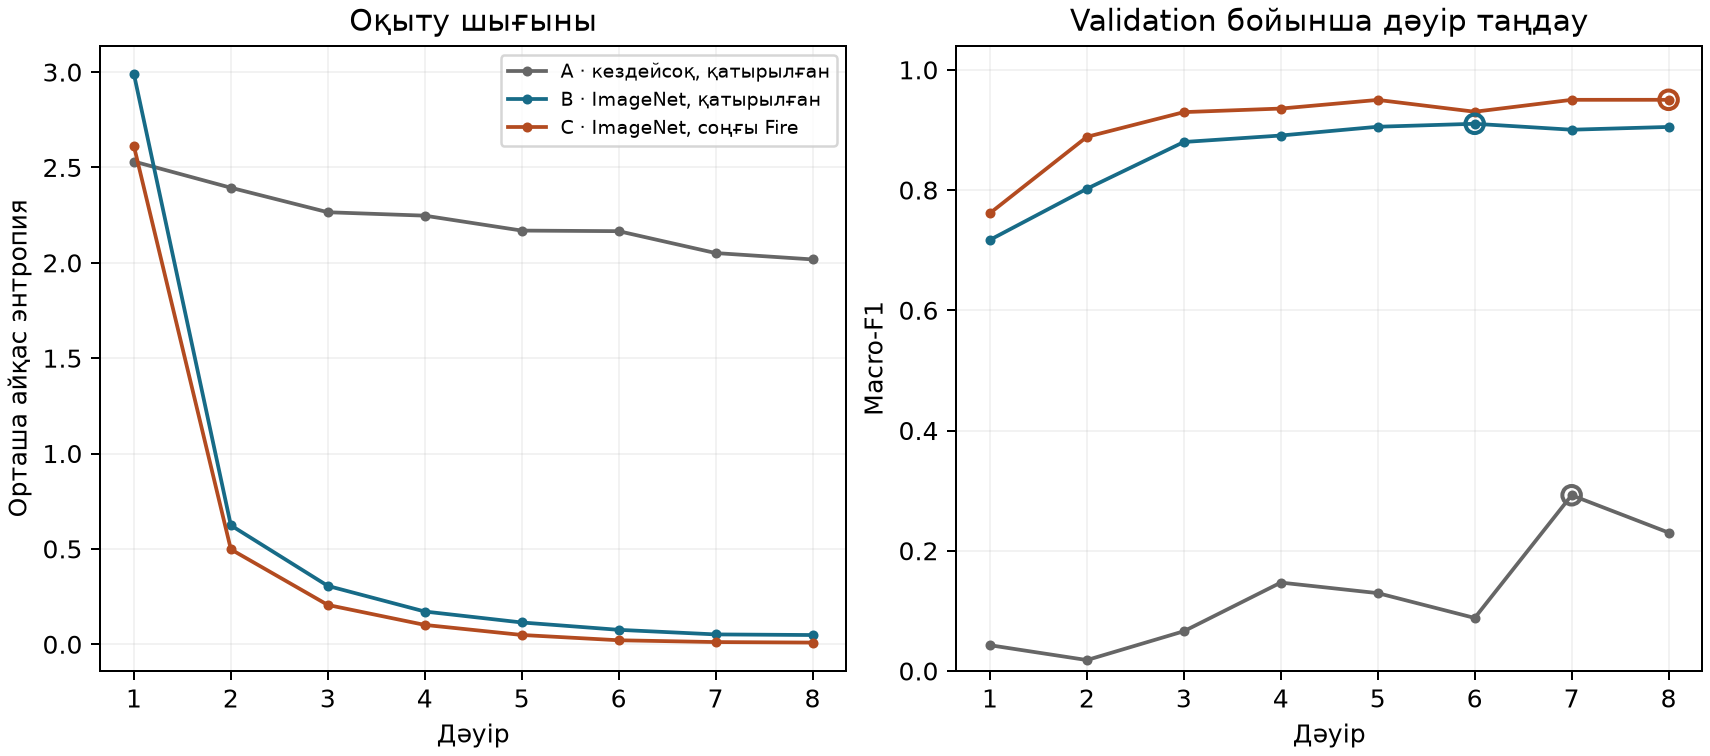 Оқыту шығыны
Орташа айқас энтропия
3.0
2.5
2.0
1.5
1.0
0.5
0.0
A · кездейсоқ, қатырылған
B · ImageNet, қатырылған
C · ImageNet, соңғы Fire
1 2 3 4 5 6 7 8
Дәуір
Validation бойынша дәуір таңдау
Macro-F1
1.0
0.8
0.6
0.4
0.2
0.0
1 2 3 4 5 6 7 8
Дәуір